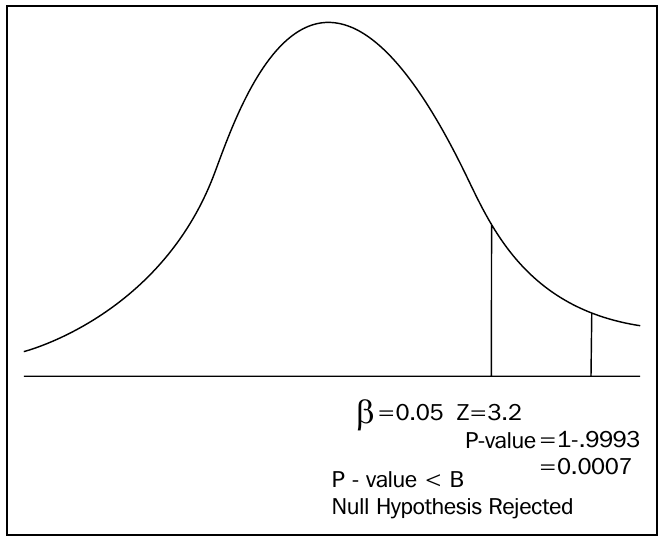 β=0.05 Z=3.2
P-value=1-.9993
=0.0007
P - value < B
Null Hypothesis Rejected